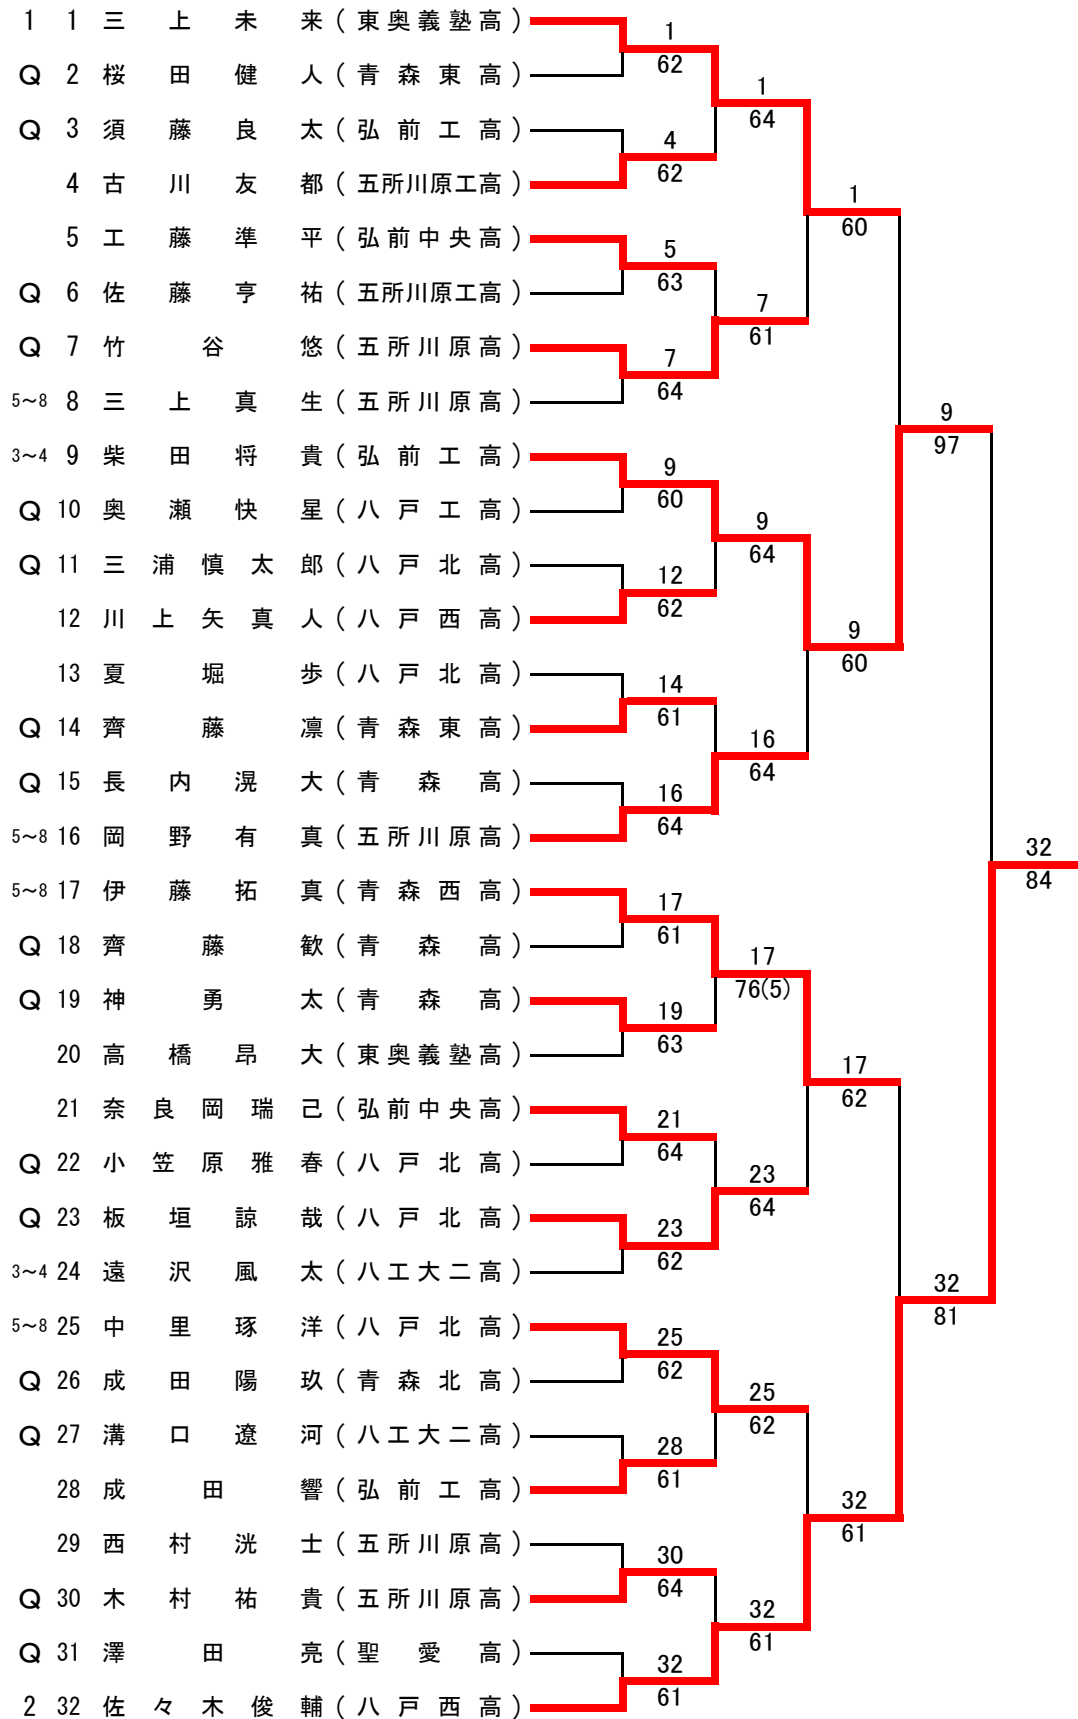 1 1 三上未来(東奥義塾高)
Q 2 桜田健人(青森東高)
Q 3 須藤良太(弘前工高)
4 古川友都(五所川原工高)
5 工藤準平(弘前中央高)
Q 6 佐藤亨祐(五所川原工高)
Q 7 竹谷悠(五所川原高)
5~8 8 三上真生(五所川原高)
3~4 9 柴田将貴(弘前工高)
Q 10 奥瀬快星(八戸工高)
Q 11 三浦慎太郎(八戸北高)
12 川上矢真人(八戸西高)
13 夏堀歩(八戸北高)
Q 14 齊藤凛(青森東高)
Q 15 長内滉大(青森高)
5~8 16 岡野有真(五所川原高)
5~8 17 伊藤拓真(青森西高)
Q 18 齊藤歓(青森高)
Q 19 神勇太(青森高)
20 高橋昂大(東奥義塾高)
21 奈良岡瑞己(弘前中央高)
Q 22 小笠原雅春(八戸北高)
Q 23 板垣諒哉(八戸北高)
3~4 24 遠沢風太(八工大二高)
5~8 25 中里琢洋(八戸北高)
Q 26 成田陽玖(青森北高)
Q 27 溝口遼河(八工大二高)
28 成田響(弘前工高)
29 西村洸士(五所川原高)
Q 30 木村祐貴(五所川原高)
Q 31 澤田亮(聖愛高)
2 32 佐々木俊輔(八戸西高)
1
62
4
62
5
63
7
64
9
60
12
62
14
61
16
64
17
61
19
63
21
64
23
62
25
62
28
61
30
64
32
61
1
64
7
61
9
64
16
64
17
76(5)
23
64
25
62
32
61
1
60
9
60
17
62
32
61
9
97
32
81
32
84